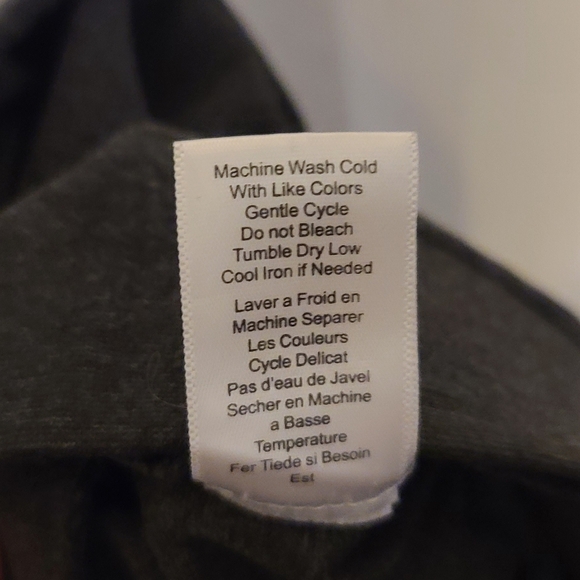 Machine Wash Cold
With Like Colors
Gentle Cycle
Do not Bleach
Tumble Dry Low
Cool Iron if Needed
Laver a Froid en
Machine Separer
Les Couleurs
Cycle Delicat
Pas d'eau de Javel
Secher en Machine
a Basse
Temperature
Fer Tiede si Besoin
Est